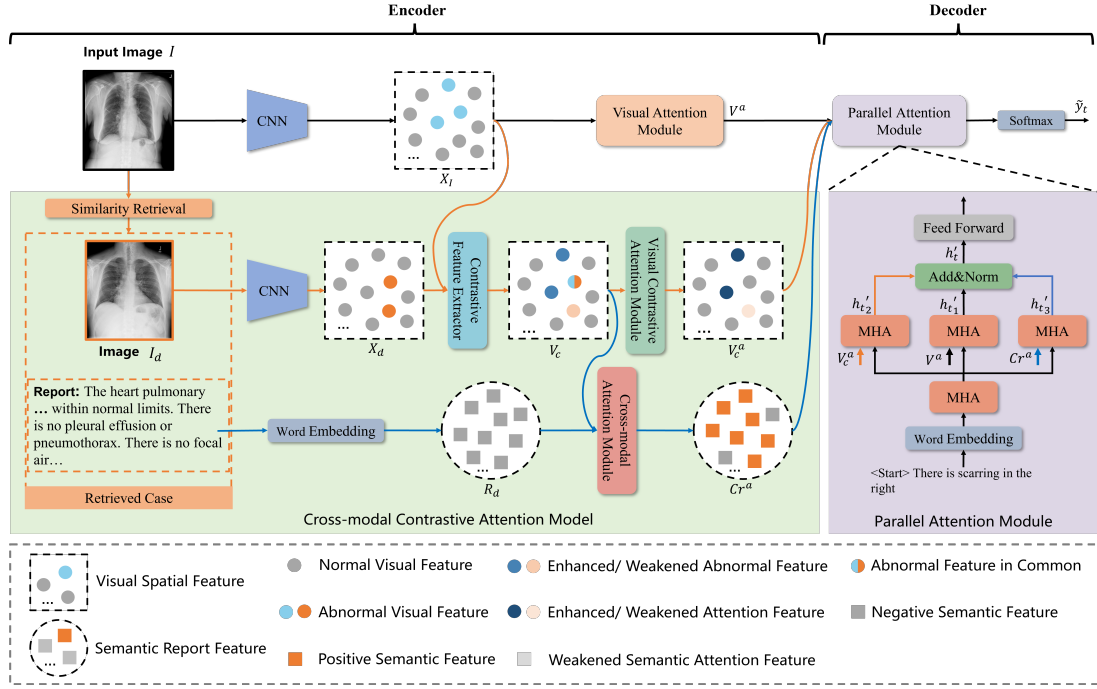 Encoder
Decoder
Input Image I
CNN
...
X_I
Visual Attention
Module
V^a
Parallel Attention
Module
Softmax
ỹ_t
Similarity Retrieval
Image I_d
CNN
...
X_d
Contrastive
Feature Extractor
...
V_c
Visual Contrastive
Attention Module
...
V_c^a
Report: The heart pulmonary
... within normal limits. There
is no pleural effusion or
pneumothorax. There is no focal
air...
Retrieved Case
Word Embedding
...
R_d
Cross-modal
Attention Module
...
Cr^a
Cross-modal Contrastive Attention Model
Feed Forward
h_t'
Add&Norm
h_{t_2}'
h_{t_1}'
h_{t_3}'
MHA
MHA
MHA
V_c^a
V^a
Cr^a
MHA
Word Embedding
<Start> There is scarring in the
right
Parallel Attention Module
...
Visual Spatial Feature
Normal Visual Feature
Enhanced/ Weakened Abnormal Feature
Abnormal Feature in Common
Abnormal Visual Feature
Enhanced/ Weakened Attention Feature
Negative Semantic Feature
...
Semantic Report Feature
Positive Semantic Feature
Weakened Semantic Attention Feature